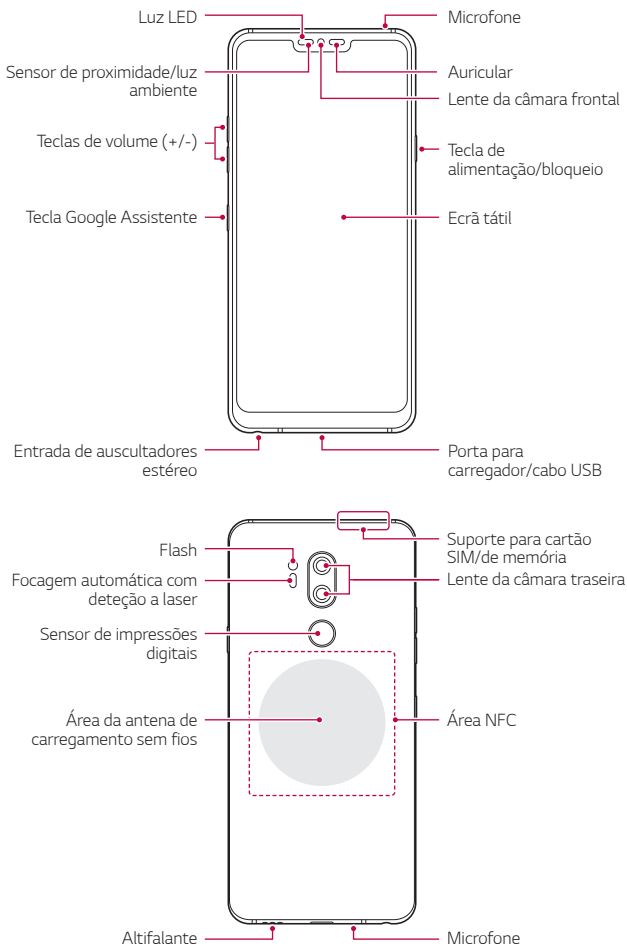 Luz LED
Microfone
Sensor de proximidade/luz
ambiente
Auricular
Lente da câmara frontal
Teclas de volume (+/-)
Tecla de
alimentação/bloqueio
Tecla Google Assistente
Ecrã tátil
Entrada de auscultadores
estéreo
Porta para
carregador/cabo USB
Suporte para cartão
SIM/de memória
Flash
Lente da câmara traseira
Focagem automática com
deteção a laser
Sensor de impressões
digitais
Área da antena de
carregamento sem fios
Área NFC
Altifalante
Microfone